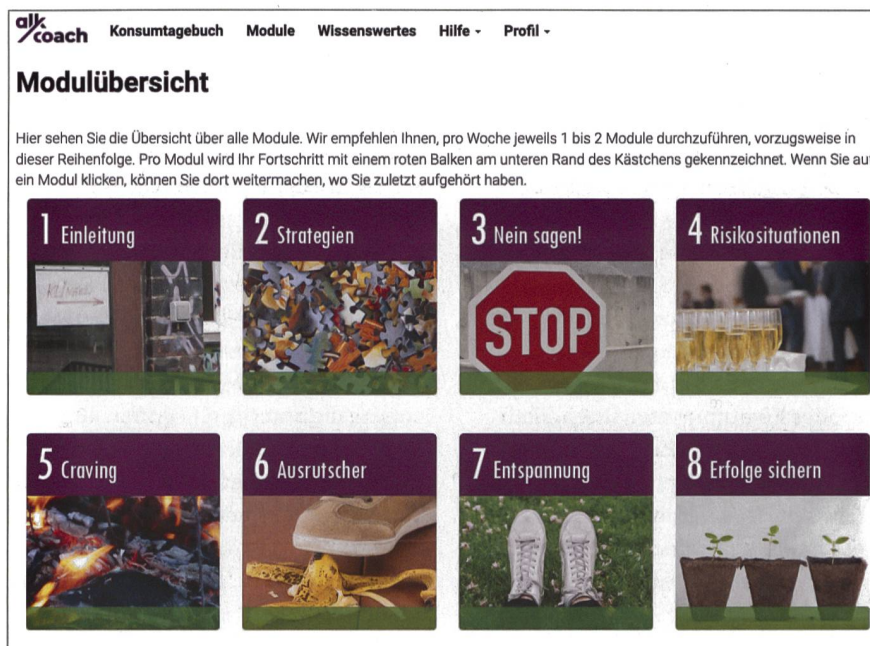 alk
coach
Konsumtagebuch Module Wissenswertes Hilfe Profil
Modulübersicht
Hier sehen Sie die Übersicht über alle Module. Wir empfehlen Ihnen, pro Woche jeweils 1 bis 2 Module durchzuführen, vorzugsweise in
dieser Reihenfolge. Pro Modul wird Ihr Fortschritt mit einem roten Balken am unteren Rand des Kästchens gekennzeichnet. Wenn Sie auf
ein Modul klicken, können Sie dort weitermachen, wo Sie zuletzt aufgehört haben.
1 Einleitung
KLINGEL
2 Strategien
3 Nein sagen!
STOP
4 Risikosituationen
5 Craving
6 Ausrutscher
7 Entspannung
8 Erfolge sichern